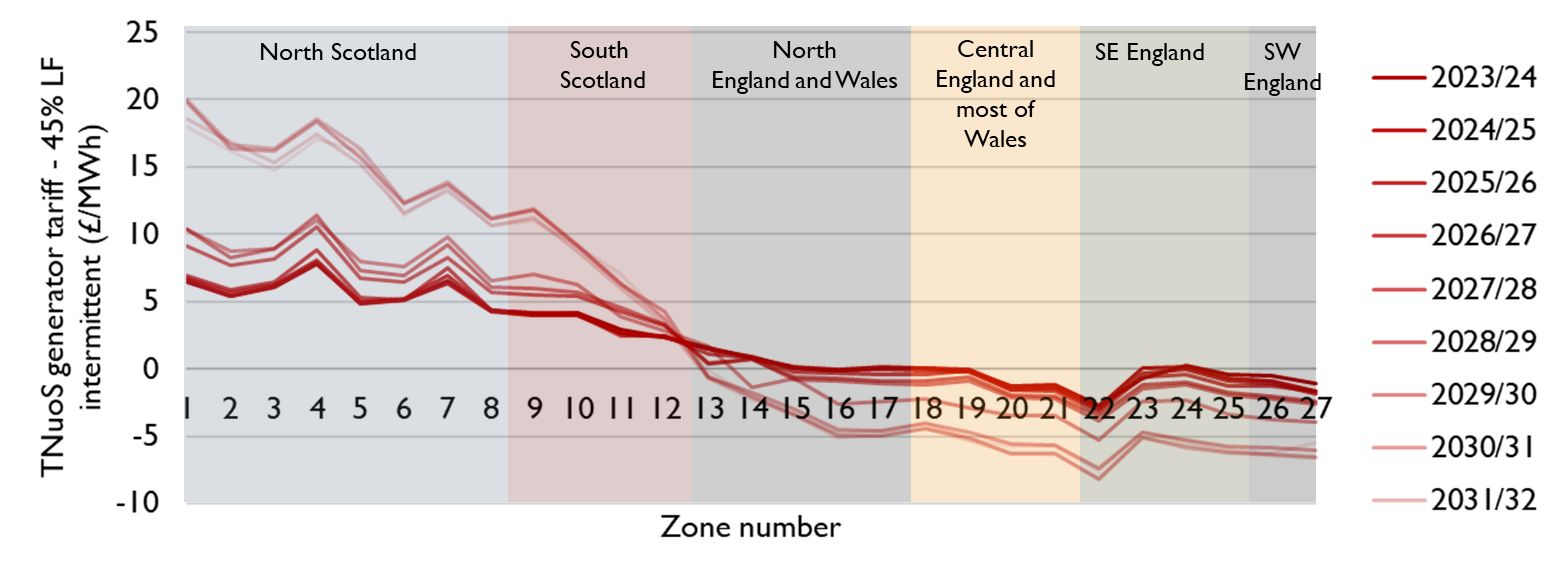 TNuoS generator tariff - 45% LF
intermittent (£/MWh)
25
20
15
10
5
0
-5
-10
North Scotland
South
Scotland
North
England and Wales
Central
England and
most of
Wales
SE England
SW
England
1 2 3 4 5 6 7 8 9 10 11 12 13 14 15 16 17 18 19 20 21 22 23 24 25 26 27
Zone number
2023/24
2024/25
2025/26
2026/27
2027/28
2028/29
2029/30
2030/31
2031/32